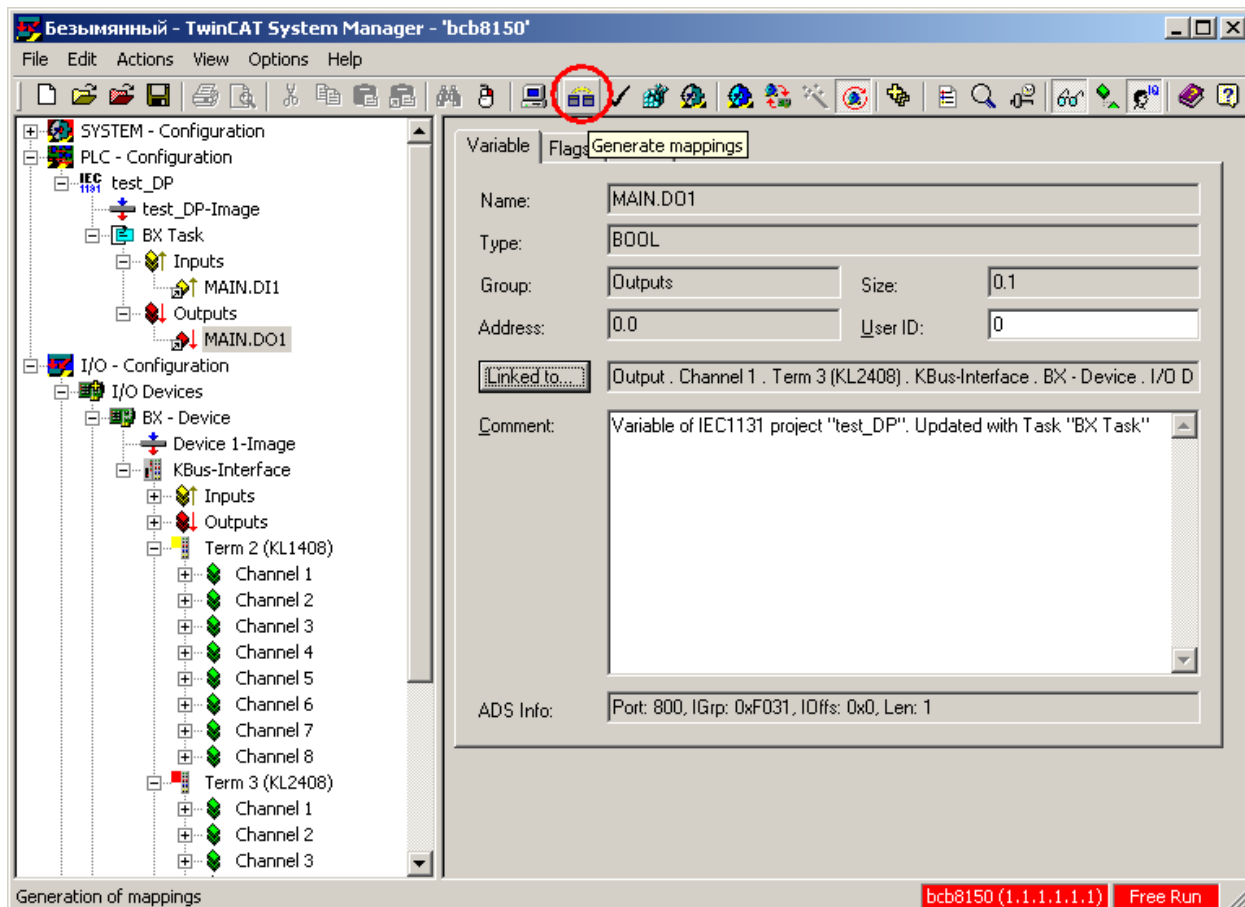 Безымянный - TwinCAT System Manager - 'bcb8150'
File Edit Actions View Options Help
SYSTEM - Configuration
PLC - Configuration
IEC 1131 test_DP
test_DP-Image
BX Task
Inputs
MAIN.DI1
Outputs
MAIN.DO1
I/O - Configuration
I/O Devices
BX - Device
Device 1-Image
KBus-Interface
Inputs
Outputs
Term 2 (KL1408)
Channel 1
Channel 2
Channel 3
Channel 4
Channel 5
Channel 6
Channel 7
Channel 8
Term 3 (KL2408)
Channel 1
Channel 2
Channel 3
Variable Flags
Generate mappings
Name: MAIN.DO1
Type: BOOL
Group: Outputs Size: 0.1
Address: 0.0 User ID: 0
Linked to... Output . Channel 1 . Term 3 (KL2408) . KBus-Interface . BX - Device . I/O D
Comment: Variable of IEC1131 project "test_DP". Updated with Task "BX Task"
ADS Info: Port: 800, IGrp: 0xF031, IOffs: 0x0, Len: 1
Generation of mappings bcb8150 (1.1.1.1.1.1) Free Run